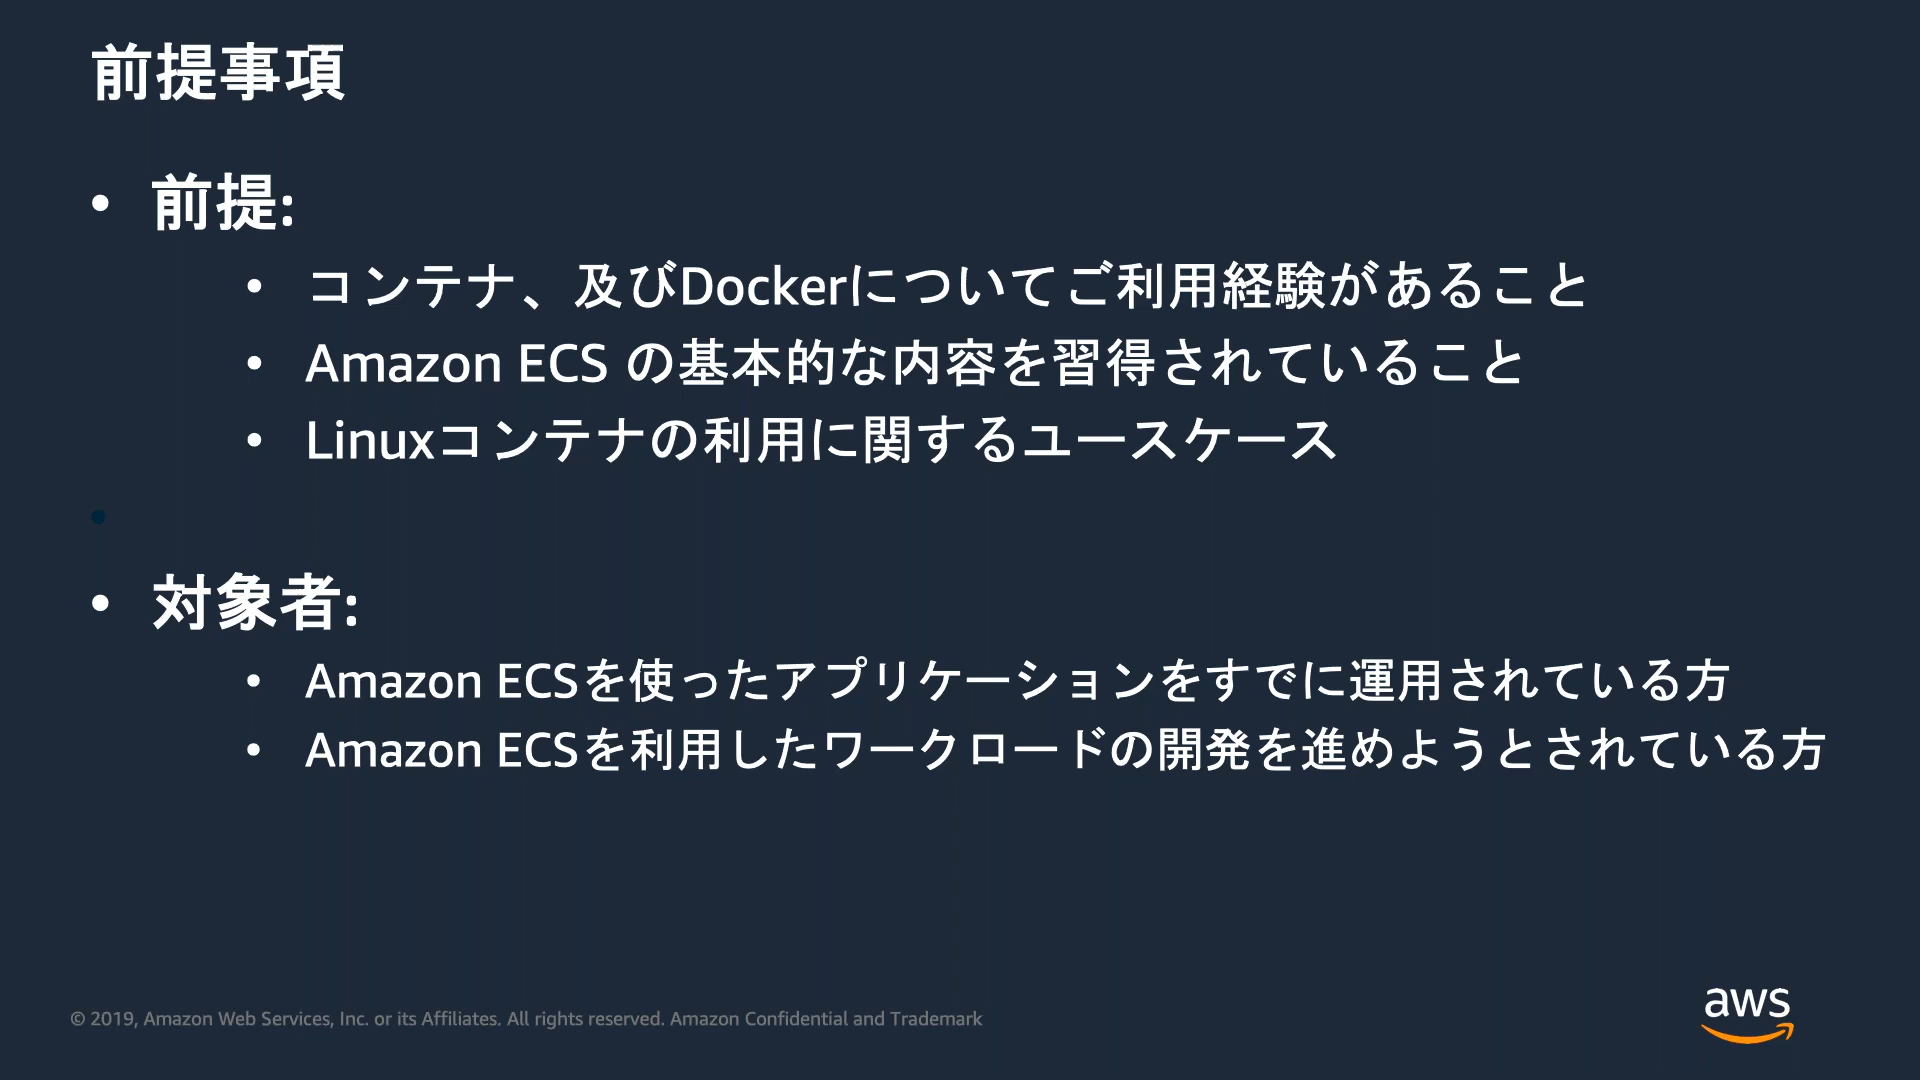 前提事項
• 前提:
• コンテナ、及びDockerについてご利用経験があること
• Amazon ECS の基本的な内容を習得されていること
• Linuxコンテナの利用に関するユースケース
•
• 対象者:
• Amazon ECSを使ったアプリケーションをすでに運用されている方
• Amazon ECSを利用したワークロードの開発を進めようとされている方
© 2019, Amazon Web Services, Inc. or its Affiliates. All rights reserved. Amazon Confidential and Trademark
aws